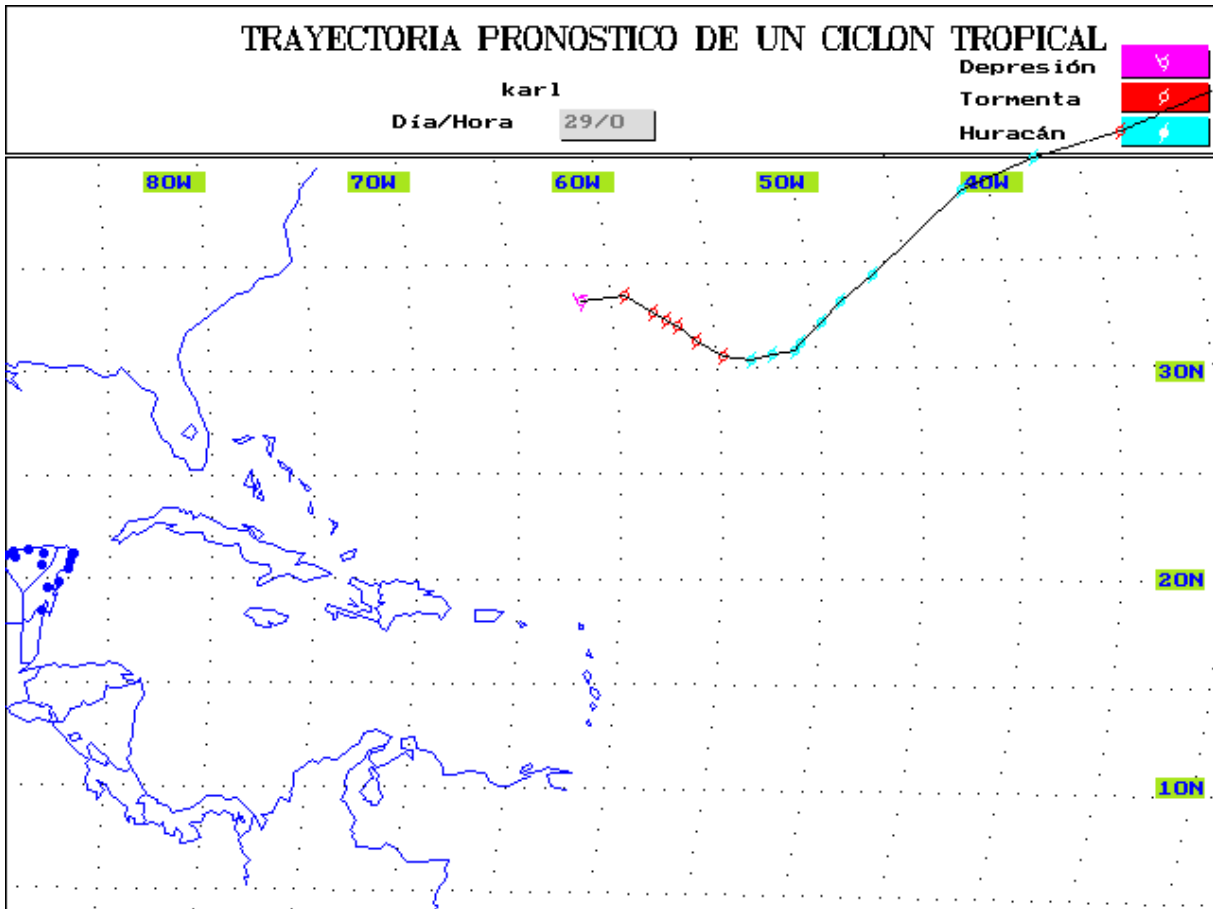 TRAYECTORIA PRONOSTICO DE UN CICLON TROPICAL
karl
Día/Hora 29/0
Depresión
Tormenta
Huracán
80W 70W 60W 50W 40W
30N
20N
10N